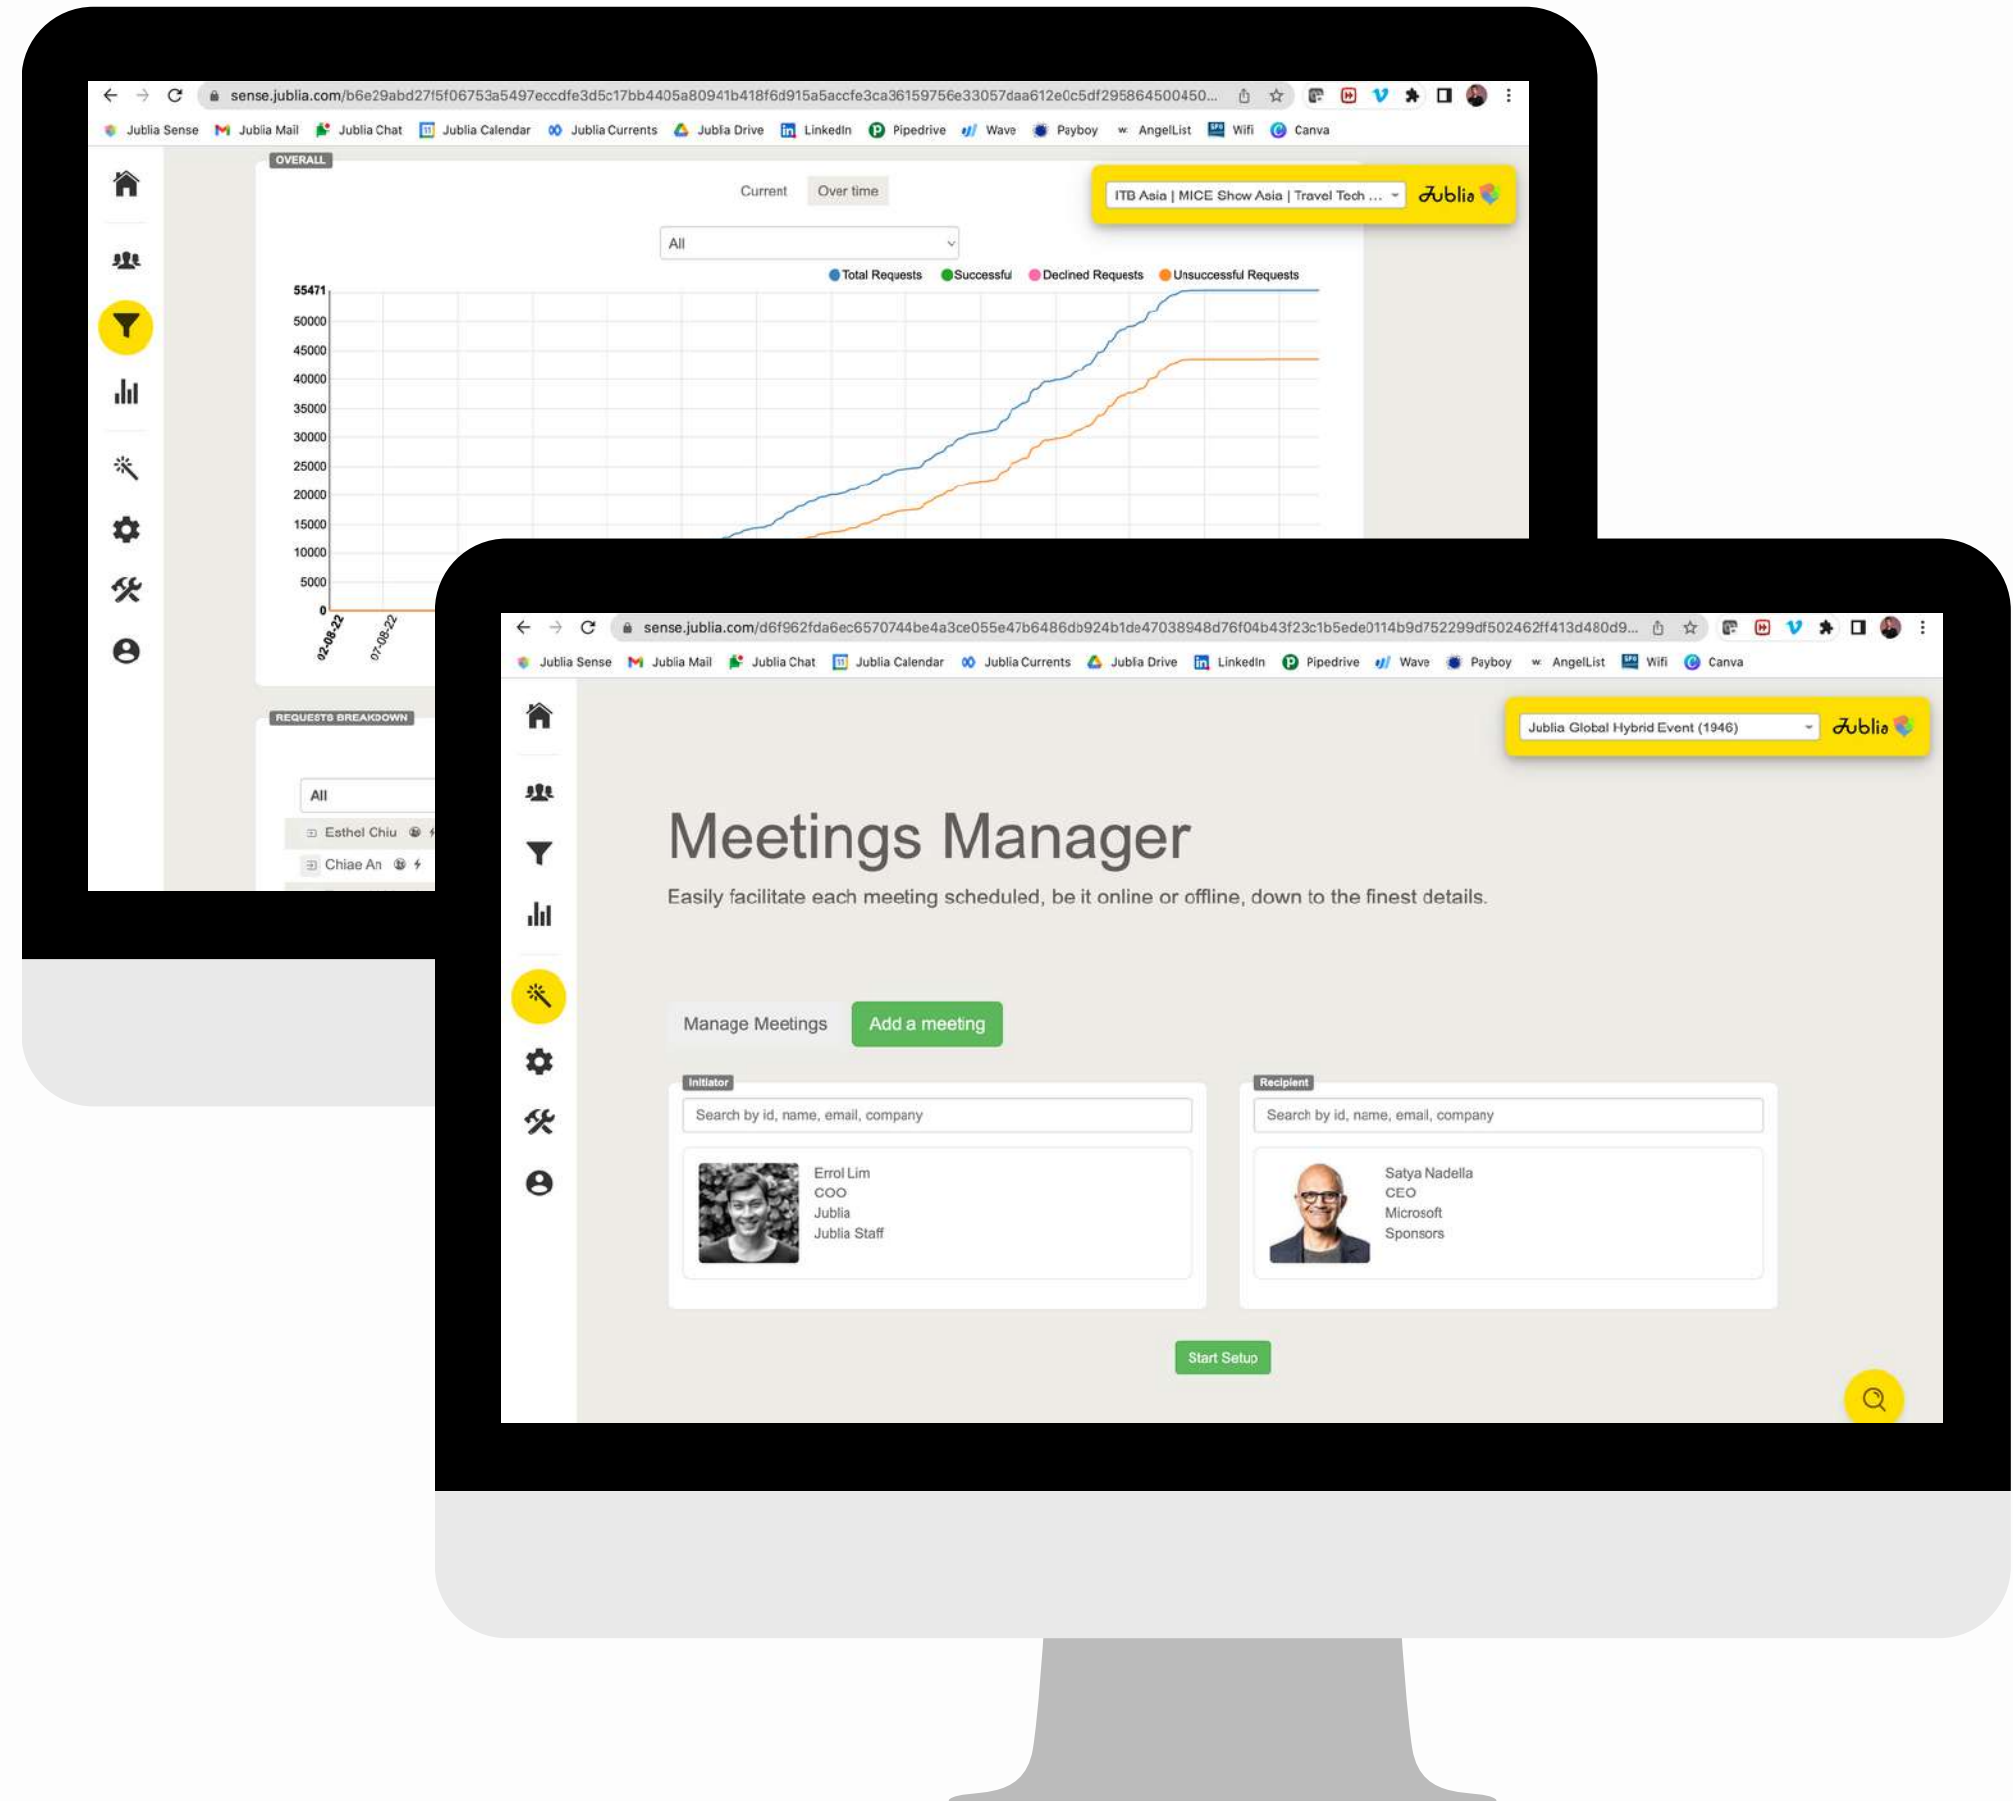 sense.jublia.com/b6e29abd27f5f06753a5497eccdfe3d5c17bb4405a80941b418f6d915a5accfe3ca36159756e33057daa612e0c5df295864500450...
Jublia Sense Jublia Mail Jublia Chat Jublia Calendar Jublia Currents Jublia Drive LinkedIn Pipedrive Wave Payboy AngelList Wifi Canva
OVERALL
Current Over time
ITB Asia | MICE Show Asia | Travel Tech ... Jublia
All
Total Requests Successful Declined Requests Unsuccessful Requests
55471
50000
45000
40000
35000
30000
25000
20000
15000
10000
5000
0
02-08-22 07-08-22
REQUESTS BREAKDOWN
All
Esthel Chiu
Chiae An
sense.jublia.com/d6f962fda6ec6570744be4a3ce055e47b6486db924b1de47038948d76f04b43f23c1b5ede0114b9d752299df502462ff413d480d9...
Jublia Sense Jublia Mail Jublia Chat Jublia Calendar Jublia Currents Jublia Drive LinkedIn Pipedrive Wave Payboy AngelList Wifi Canva
Jublia Global Hybrid Event (1946) Jublia
Meetings Manager
Easily facilitate each meeting scheduled, be it online or offline, down to the finest details.
Manage Meetings Add a meeting
Initiator
Search by id, name, email, company
Errol Lim
COO
Jublia
Jublia Staff
Recipient
Search by id, name, email, company
Satya Nadella
CEO
Microsoft
Sponsors
Start Setup